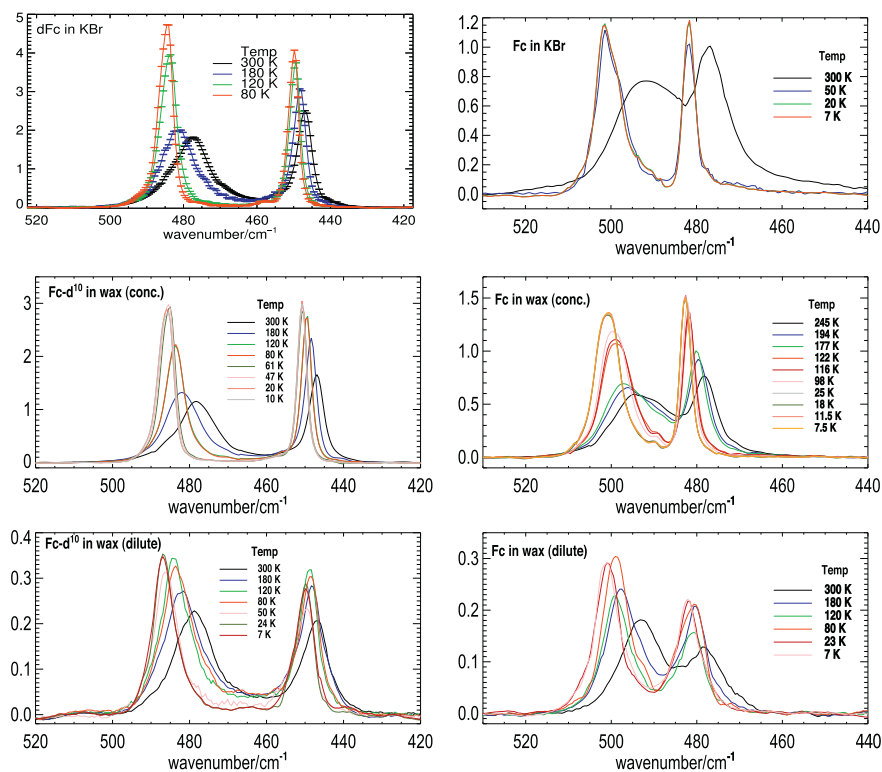 dFc in KBr
Temp
300 K
180 K
120 K
80 K
5
4
3
2
1
0
520 500 480 460 440 420
wavenumber/cm-1
Fc in KBr
Temp
300 K
50 K
20 K
7 K
1.2
1.0
0.8
0.6
0.4
0.2
0.0
520 500 480 460 440
wavenumber/cm-1
Fc-d10 in wax (conc.)
Temp
300 K
180 K
120 K
80 K
61 K
47 K
20 K
10 K
3
2
1
0
520 500 480 460 440 420
Fc in wax (conc.)
Temp
245 K
194 K
177 K
122 K
116 K
98 K
25 K
18 K
11.5 K
7.5 K
1.5
1.0
0.5
0.0
520 500 480 460 440
wavenumber/cm-1
Fc-d10 in wax (dilute)
Temp
300 K
180 K
120 K
80 K
50 K
24 K
7 K
0.4
0.3
0.2
0.1
0.0
520 500 480 460 440 420
wavenumber/cm-1
Fc in wax (dilute)
Temp
300 K
180 K
120 K
80 K
23 K
7 K
0.3
0.2
0.1
0.0
520 500 480 460 440
wavenumber/cm-1